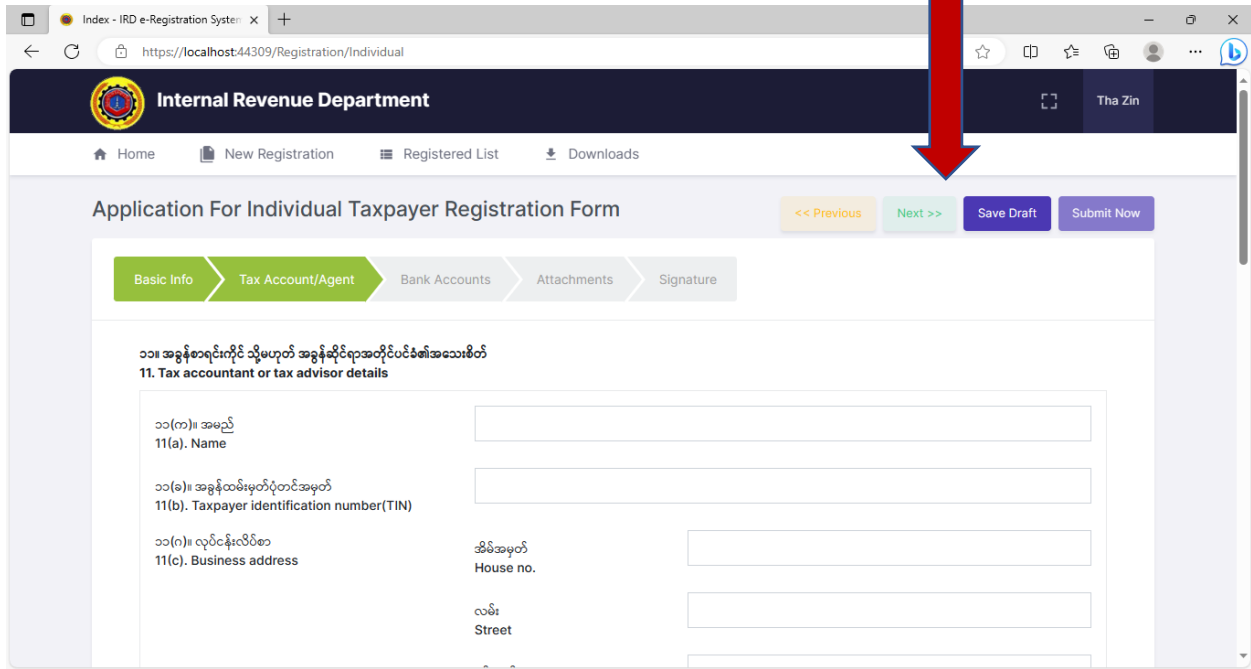 Index - IRD e-Registration System
https://localhost:44309/Registration/Individual
Internal Revenue Department
Tha Zin
Home New Registration Registered List Downloads
Application For Individual Taxpayer Registration Form
<< Previous Next >> Save Draft Submit Now
Basic Info Tax Account/Agent Bank Accounts Attachments Signature
၁၁။ အခွန်စာရင်းကိုင် သို့မဟုတ် အခွန်ဆိုင်ရာအတိုင်ပင်ခံ၏အသေးစိတ်
11. Tax accountant or tax advisor details
၁၁(က)။ အမည်
11(a). Name
၁၁(ခ)။ အခွန်ထမ်းမှတ်ပုံတင်အမှတ်
11(b). Taxpayer identification number(TIN)
၁၁(ဂ)။ လုပ်ငန်းလိပ်စာ
11(c). Business address
အိမ်အမှတ်
House no.
လမ်း
Street